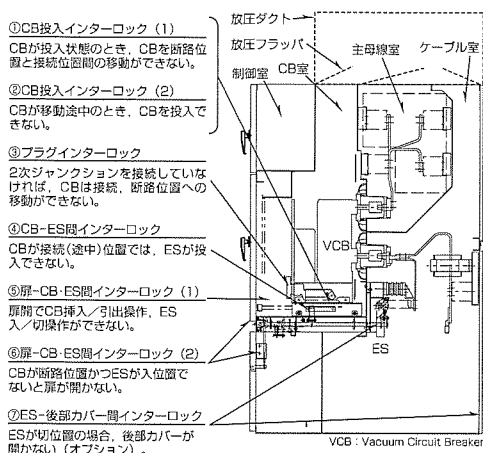 ①CB投入インターロック（1）
CBが投入状態のとき，CBを断路位
置と接続位置間の移動ができない。
②CB投入インターロック（2）
CBが移動途中のとき，CBを投入で
きない。
③プラグインターロック
2次ジャンクションを接続していな
ければ，CBは接続，断路位置への
移動ができない。
④CB-ES間インターロック
CBが接続(途中)位置では，ESが投
入できない。
⑤扉-CB･ES間インターロック（1）
扉開でCB挿入／引出操作，ES
入／切操作ができない。
⑥扉-CB･ES間インターロック（2）
CBが断路位置かつESが入位置で
ないと扉が開かない。
⑦ES-後部カバー間インターロック
ESが切位置の場合，後部カバーが
開かない（オプション）。
放圧ダクト
放圧フラッパ
制御室
CB室
主母線室
ケーブル室
VCB
ES
VCB：Vacuum Circuit Breaker